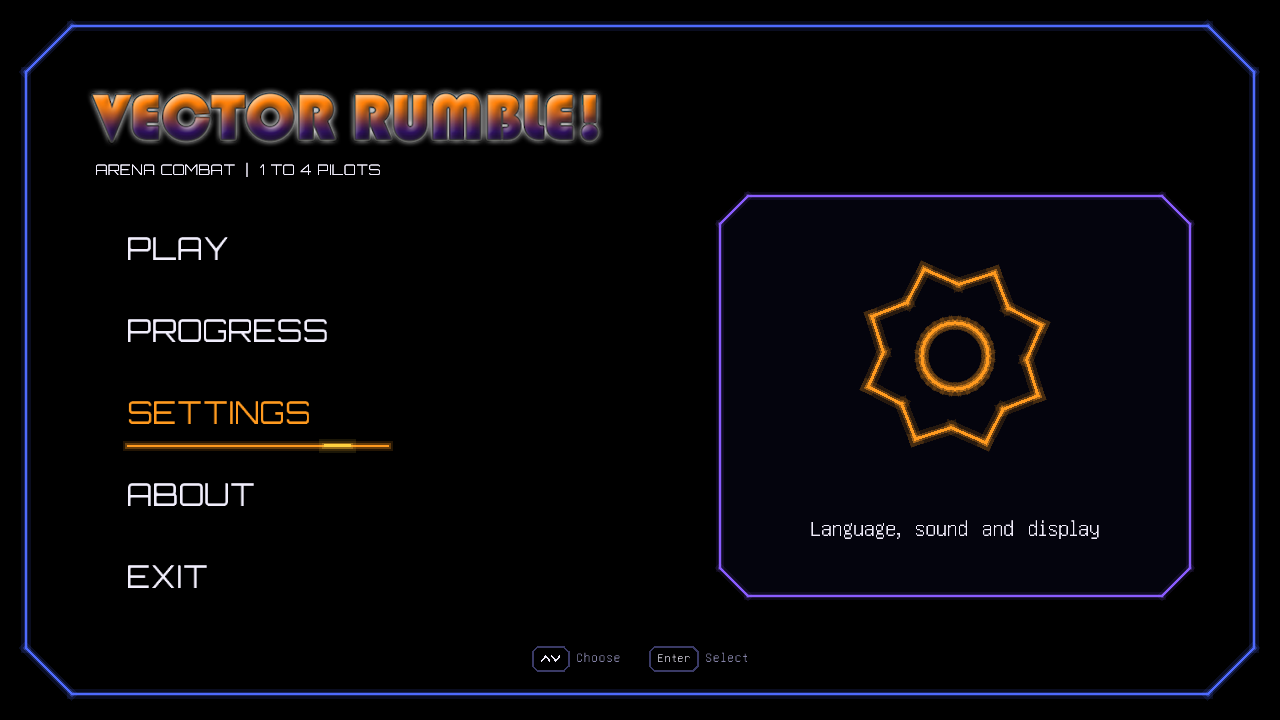 VECTOR RUMBLE!
ARENA COMBAT | 1 TO 4 PILOTS
PLAY
PROGRESS
SETTINGS
ABOUT
EXIT
Language, sound and display
Choose
Enter Select